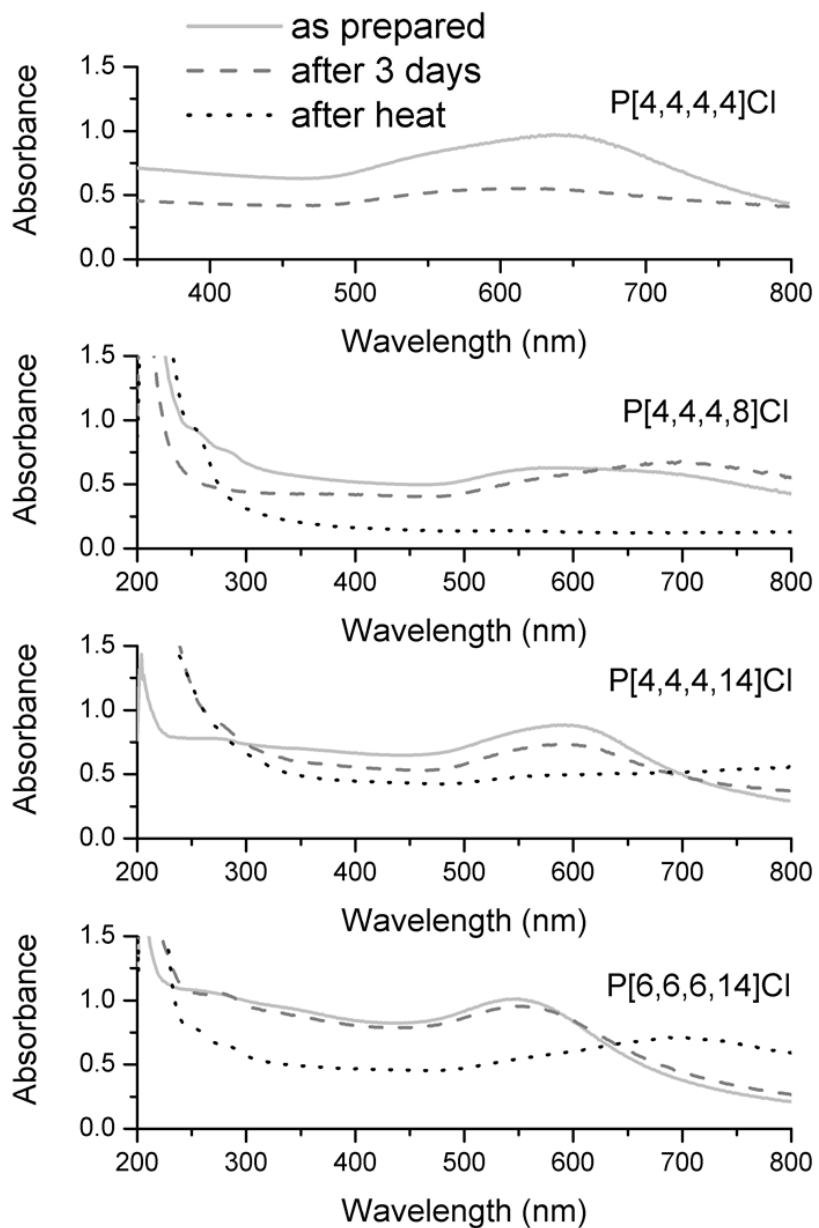 as prepared
after 3 days
after heat
P[4,4,4,4]Cl
Absorbance
1.5
1.0
0.5
0.0
400 500 600 700 800
Wavelength (nm)
P[4,4,4,8]Cl
Absorbance
1.5
1.0
0.5
0.0
200 300 400 500 600 700 800
Wavelength (nm)
P[4,4,4,14]Cl
Absorbance
1.5
1.0
0.5
0.0
200 300 400 500 600 700 800
Wavelength (nm)
P[6,6,6,14]Cl
Absorbance
1.5
1.0
0.5
0.0
200 300 400 500 600 700 800
Wavelength (nm)